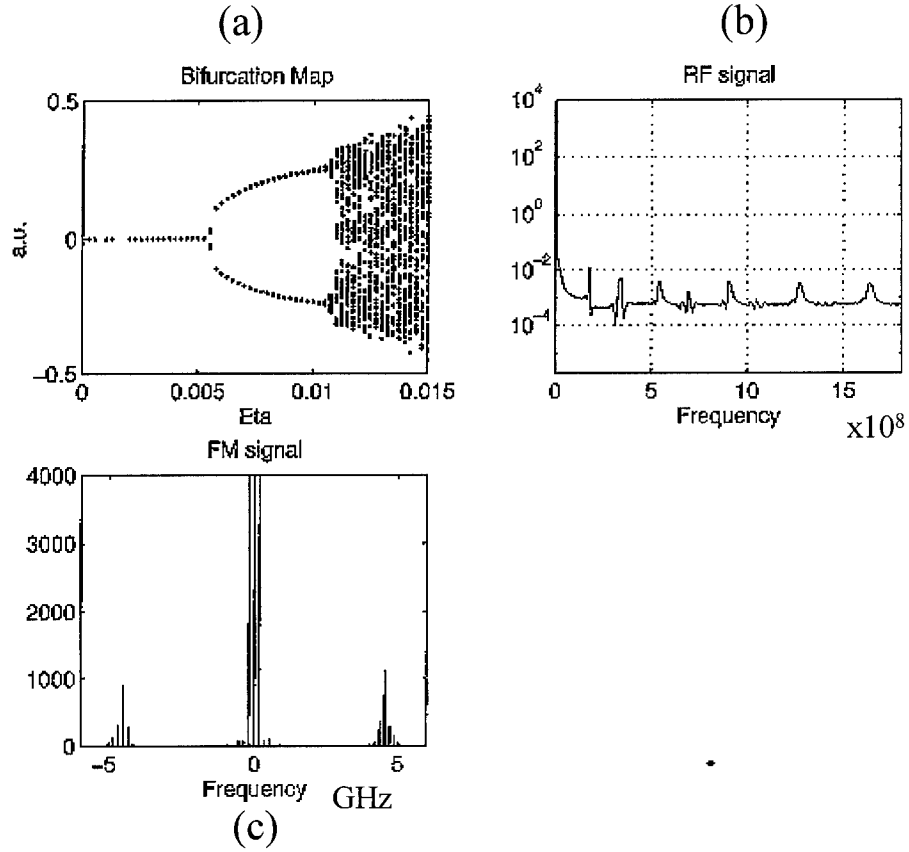 (a)
Bifurcation Map
0.5
0
−0.5
a.u.
0 0.005 0.01 0.015
Eta
(b)
RF signal
10^4
10^2
10^0
10^−2
10^−4
0 5 10 15
Frequency
x10^8
FM signal
4000
3000
2000
1000
0
−5 0 5
Frequency GHz
(c)